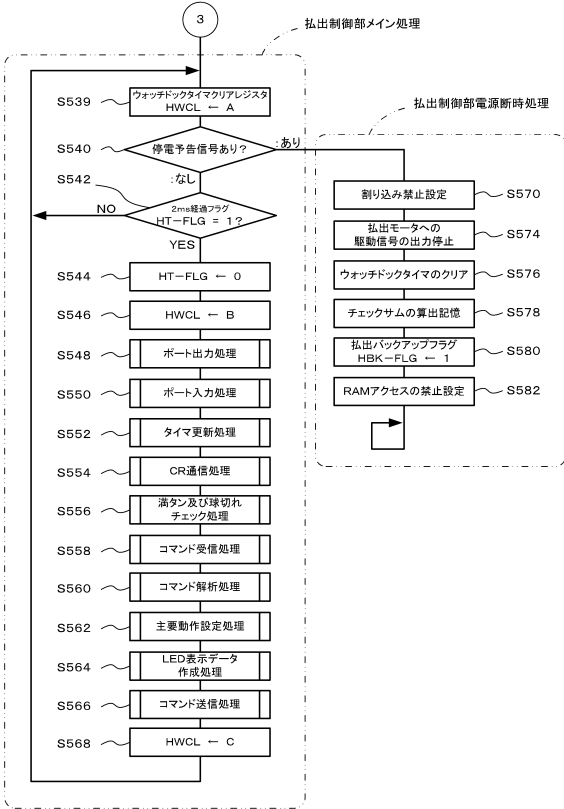 3
払出制御部メイン処理
S539
ウォッチドックタイマクリアレジスタ
HWCL ← A
S540
停電予告信号あり?
:あり
:なし
S542
2ms経過フラグ
HT-FLG = 1?
NO
YES
S544
HT-FLG ← 0
S546
HWCL ← B
S548
ポート出力処理
S550
ポート入力処理
S552
タイマ更新処理
S554
CR通信処理
S556
満タン及び球切れ
チェック処理
S558
コマンド受信処理
S560
コマンド解析処理
S562
主要動作設定処理
S564
LED表示データ
作成処理
S566
コマンド送信処理
S568
HWCL ← C
払出制御部電源断時処理
割り込み禁止設定
S570
払出モータへの
駆動信号の出力停止
S574
ウォッチドックタイマのクリア
S576
チェックサムの算出記憶
S578
払出バックアップフラグ
HBK-FLG ← 1
S580
RAMアクセスの禁止設定
S582